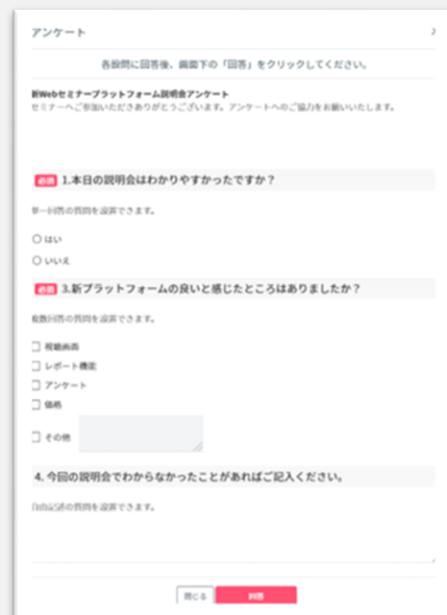 アンケート
各設問に回答後、画面下の「回答」をクリックしてください。
新Webセミナープラットフォーム説明会アンケート
セミナーへご参加いただきありがとうございます。アンケートへのご協力をお願いいたします。
必須 1.本日の説明会はわかりやすかったですか？
単一回答の質問を設置できます。
はい
いいえ
必須 3.新プラットフォームの良いと感じたところはありましたか？
複数回答の質問を設置できます。
視聴画面
レポート機能
アンケート
価格
その他
4. 今回の説明会でわからなかったことがあればご記入ください。
自由記述の質問を設置できます。
閉じる 回答